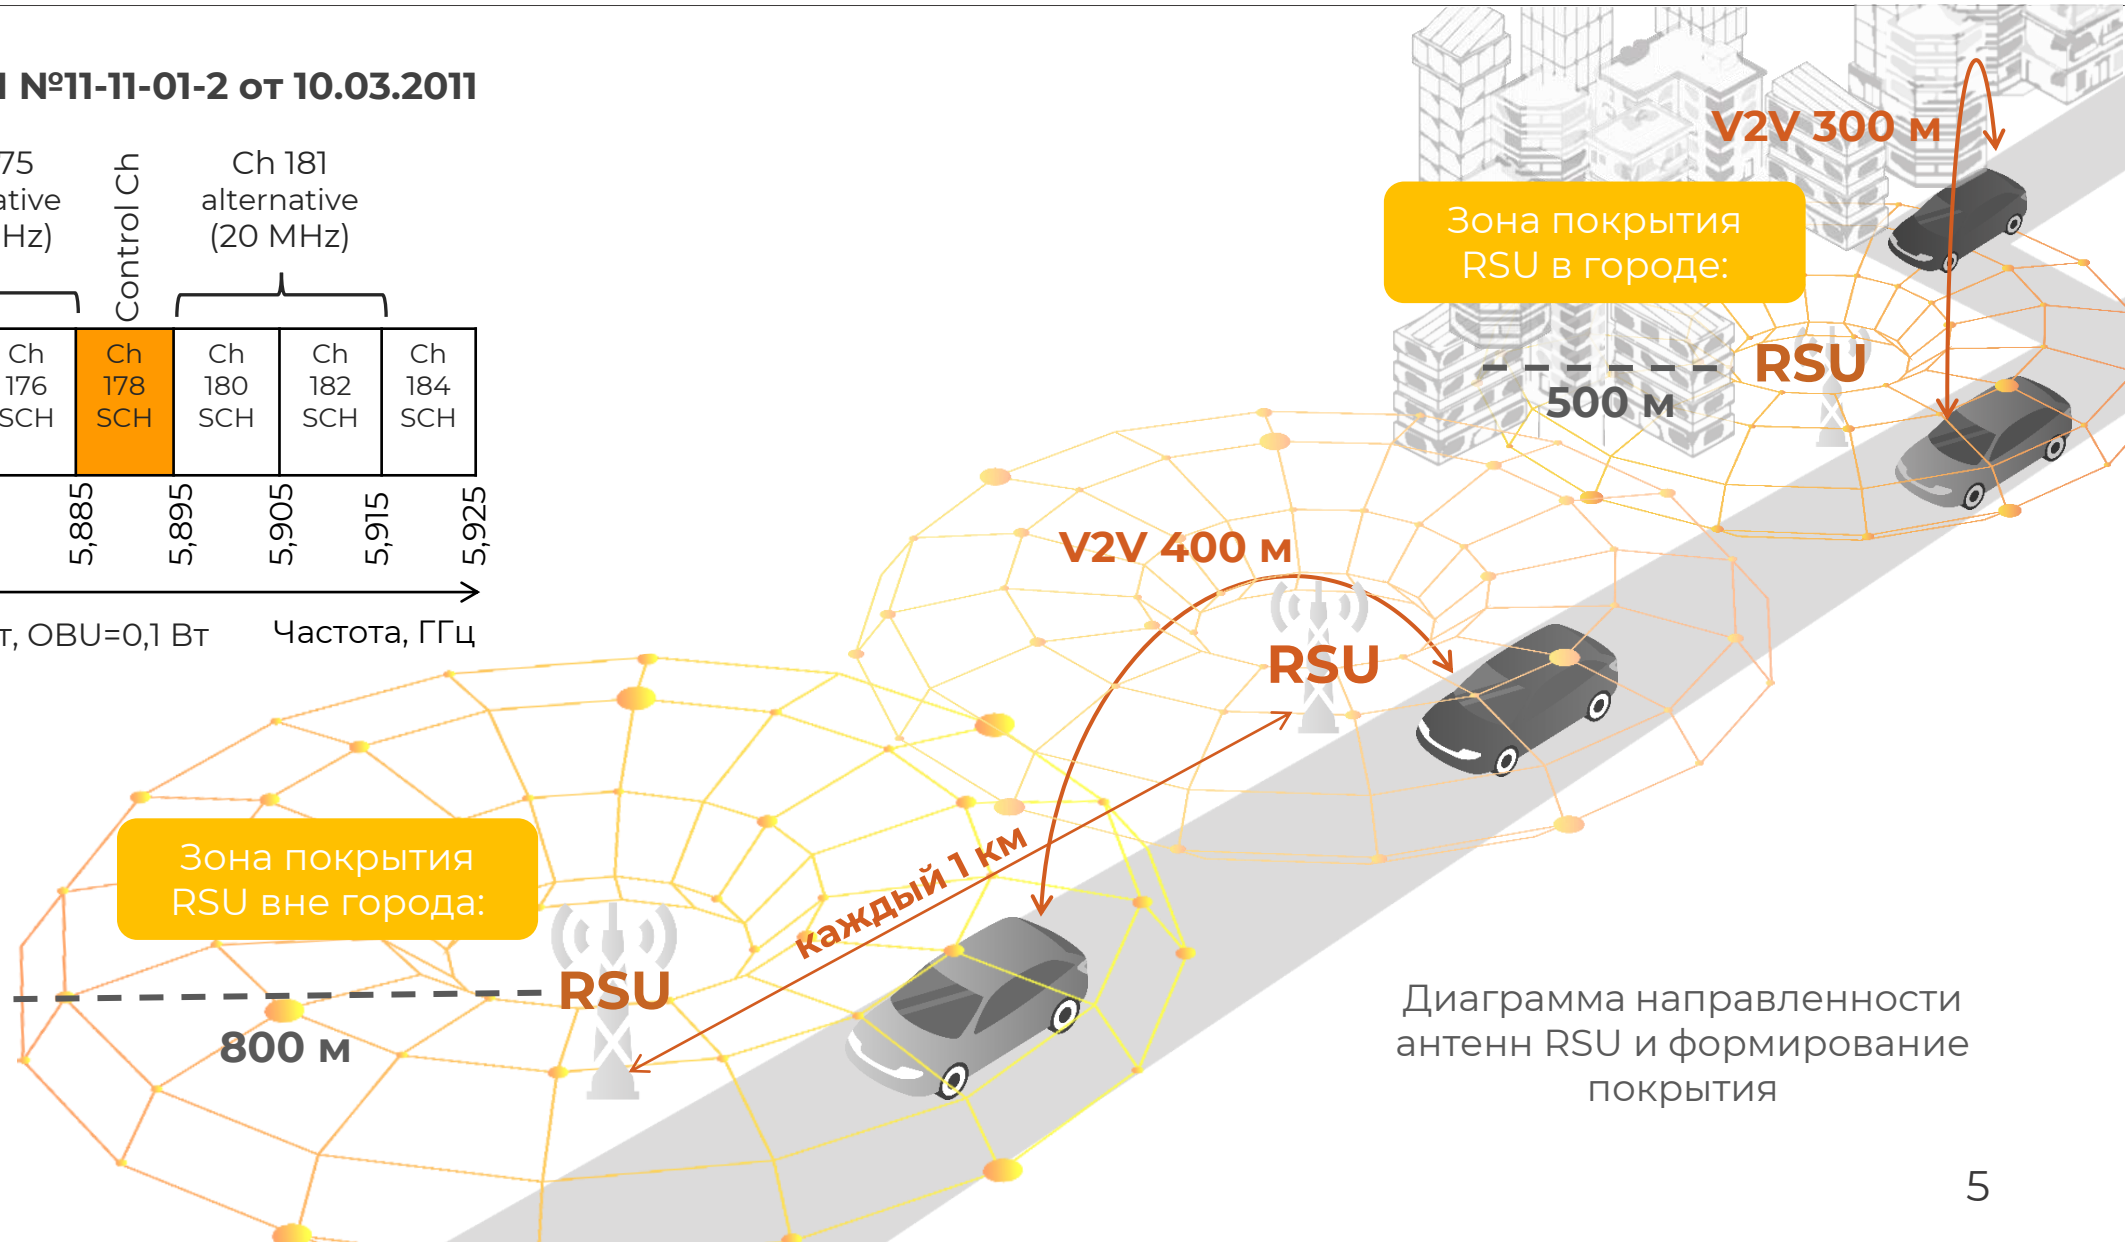 №11-11-01-2 от 10.03.2011
75
Control Ch
Ch 181
alternative
(20 MHz)
Ch
176
SCH
Ch
178
SCH
Ch
180
SCH
Ch
182
SCH
Ch
184
SCH
5,885
5,895
5,905
5,915
5,925
OBU=0,1 Вт
Частота, ГГц
V2V 300 м
Зона покрытия
RSU в городе:
RSU
500 м
V2V 400 м
RSU
каждый 1 км
Зона покрытия
RSU вне города:
RSU
800 м
Диаграмма направленности
антенн RSU и формирование
покрытия
5